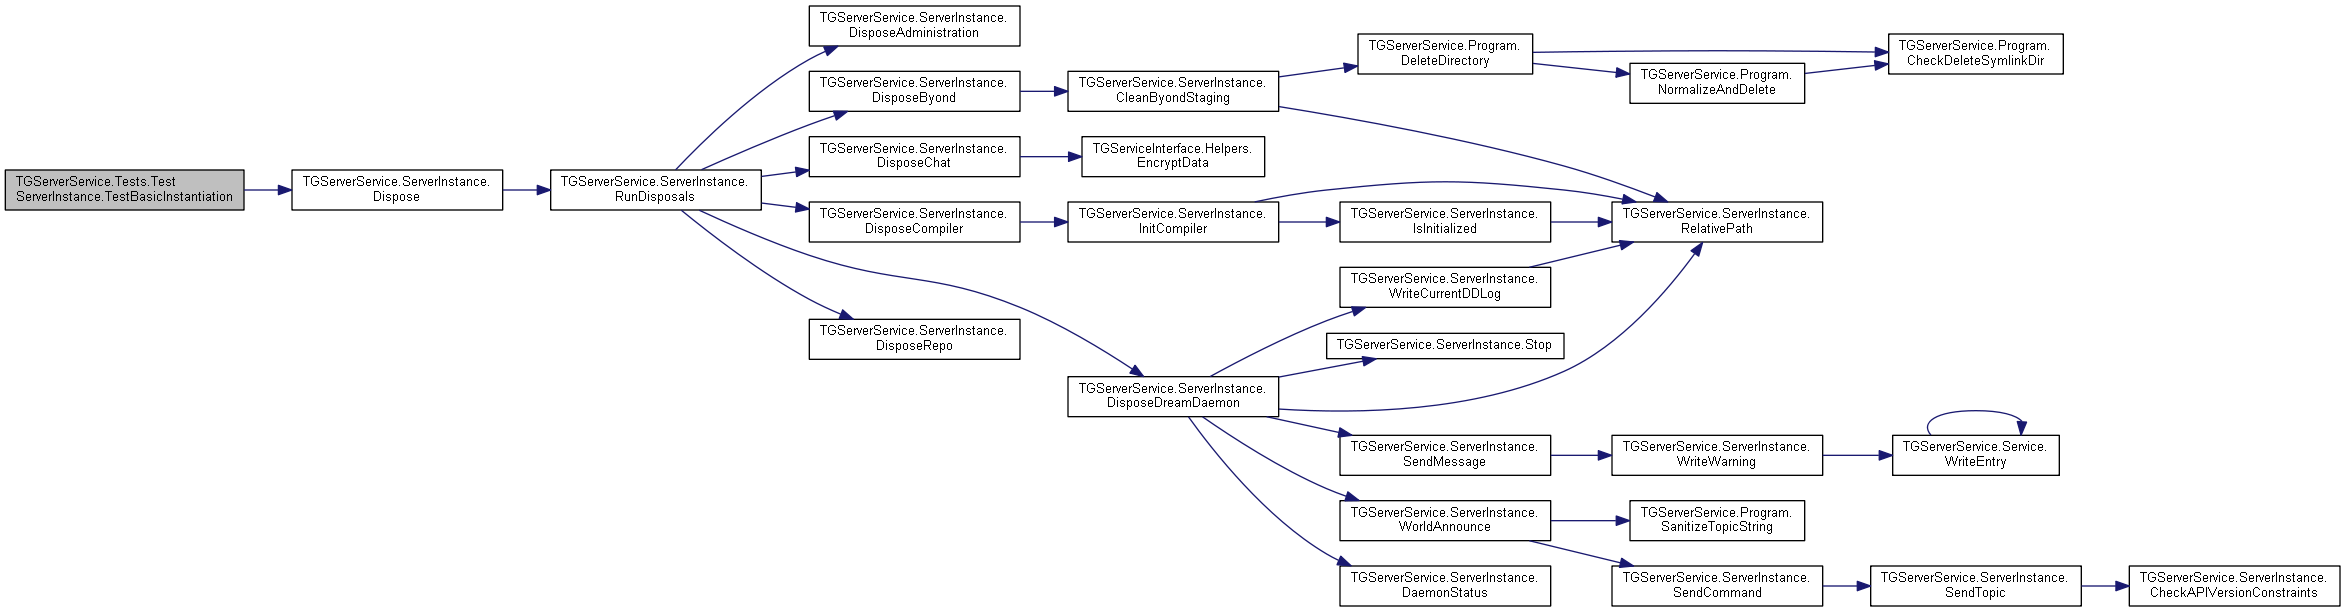 TGServerService.Tests.Test
ServerInstance.TestBasicInstantiation
TGServerService.ServerInstance.
Dispose
TGServerService.ServerInstance.
RunDisposals
TGServerService.ServerInstance.
DisposeAdministration
TGServerService.ServerInstance.
DisposeByond
TGServerService.ServerInstance.
DisposeChat
TGServerService.ServerInstance.
DisposeCompiler
TGServerService.ServerInstance.
DisposeRepo
TGServerService.ServerInstance.
CleanByondStaging
TGServiceInterface.Helpers.
EncryptData
TGServerService.ServerInstance.
InitCompiler
TGServerService.ServerInstance.
DisposeDreamDaemon
TGServerService.Program.
DeleteDirectory
TGServerService.ServerInstance.
IsInitialized
TGServerService.ServerInstance.
WriteCurrentDDLog
TGServerService.ServerInstance.Stop
TGServerService.ServerInstance.
SendMessage
TGServerService.ServerInstance.
WorldAnnounce
TGServerService.ServerInstance.
DaemonStatus
TGServerService.Program.
NormalizeAndDelete
TGServerService.ServerInstance.
RelativePath
TGServerService.ServerInstance.
WriteWarning
TGServerService.Program.
SanitizeTopicString
TGServerService.ServerInstance.
SendCommand
TGServerService.Program.
CheckDeleteSymlinkDir
TGServerService.Service.
WriteEntry
TGServerService.ServerInstance.
SendTopic
TGServerService.ServerInstance.
CheckAPIVersionConstraints